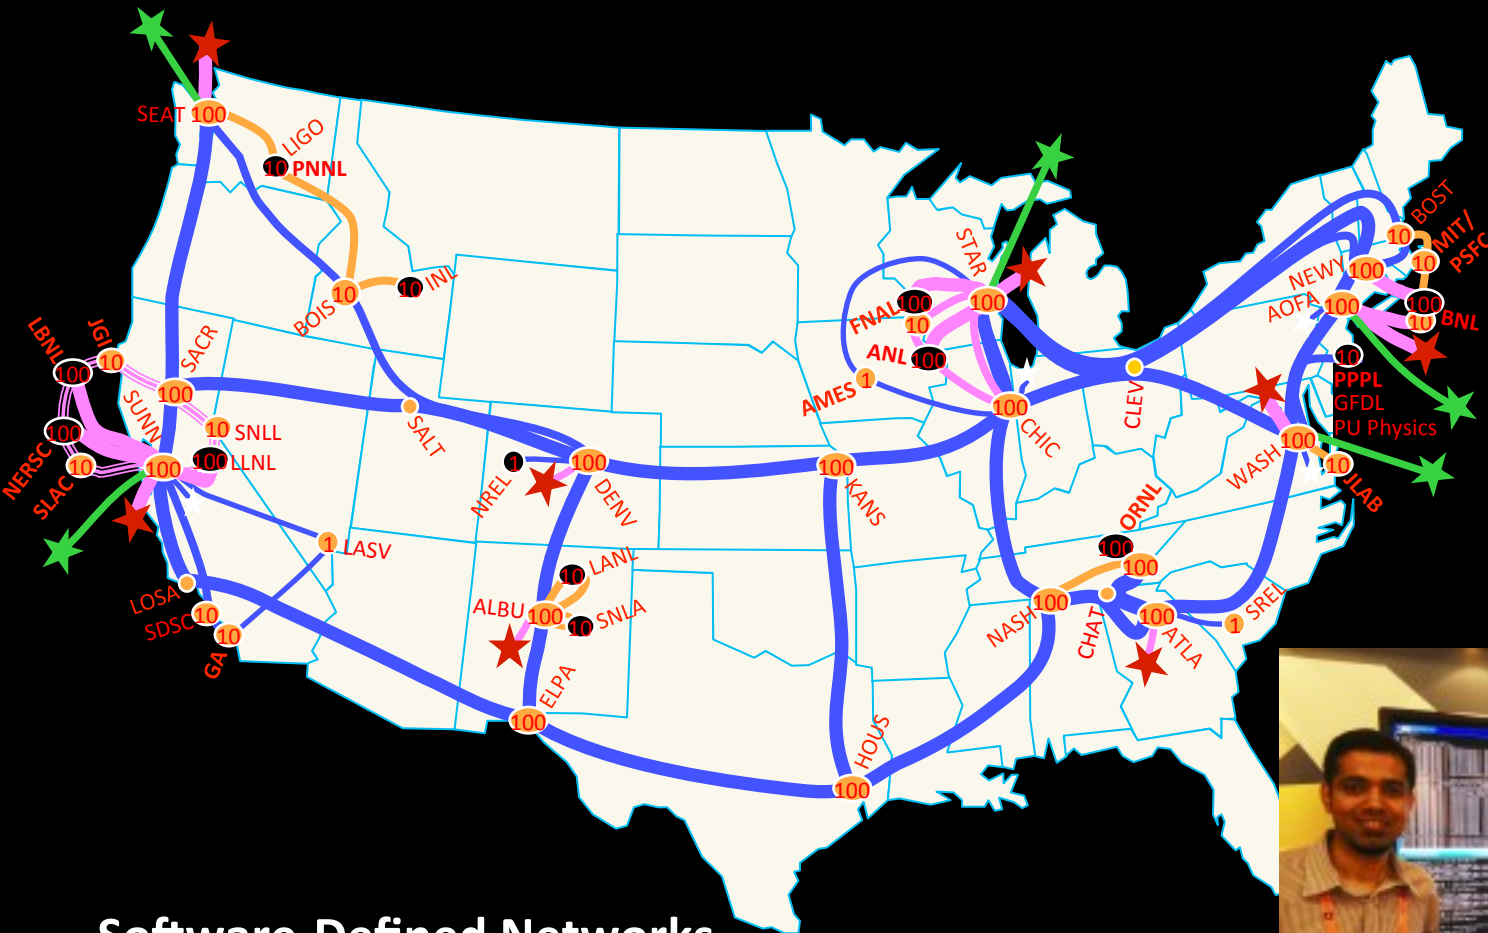 SEAT 100
LIGO
10 PNNL
10 INL
10
BOIS
STAR
100
100
FNAL
10
ANL 100
AMES 1
100
CHIC
CLEV
BOST
10
MIT/
PSFC
10
NEWY 100
AOFA 100
100
10 BNL
10
PPPL
GFDL
PU Physics
100
WASH
10
JLAB
LBNL
100
JGI
10
SACR
100
SUNN
100
NERSC
100
10
SLAC
10 SNLL
100 LLNL
SALT
1
NREL
100
DENV
100
KANS
1 LASV
LOSA
10
SDSC
10
GA
10 LANL
ALBU 100
10 SNLA
ELPA
100
HOUS
100
ORNL
100
100
100
NASH
CHAT
100
ATLA
1 SREL
Software-Defined Networks